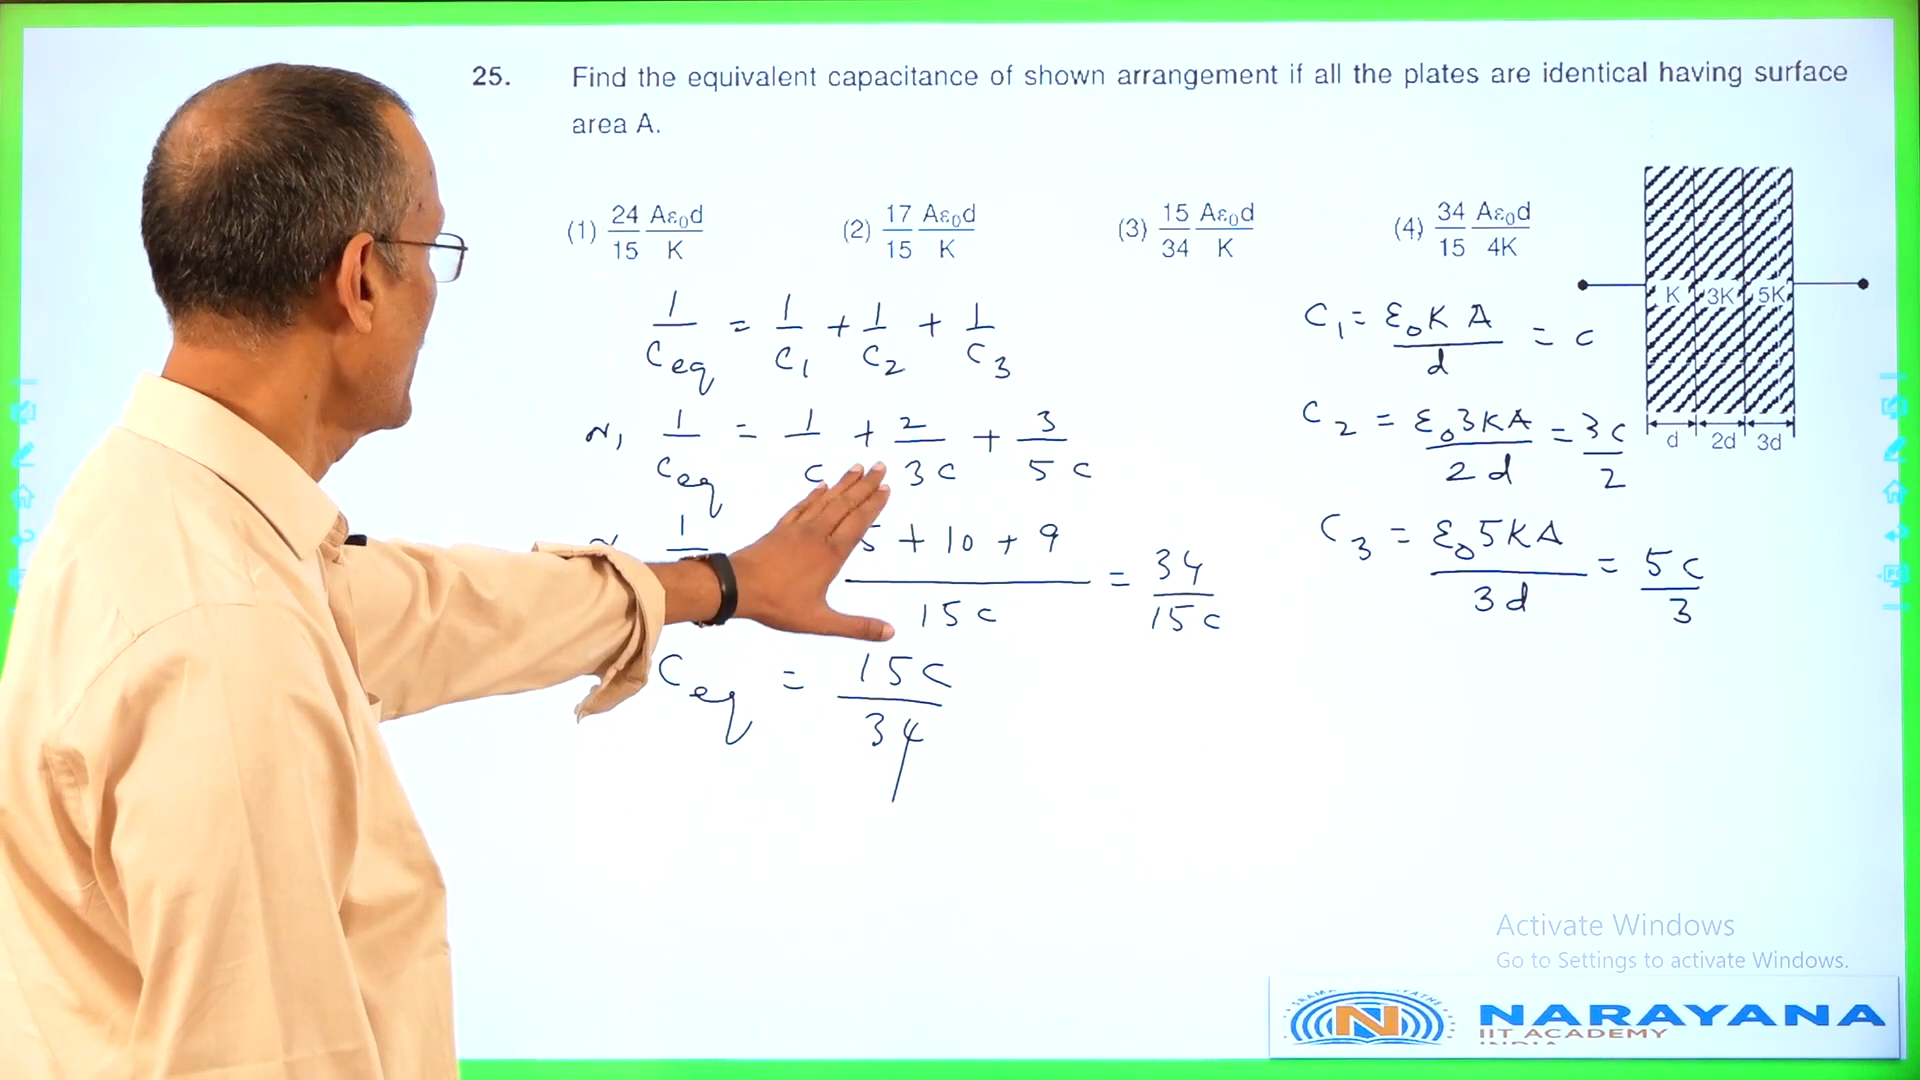 25. Find the equivalent capacitance of shown arrangement if all the plates are identical having surface
area A.
(1) 24/15 Aε₀d/K (2) 17/15 Aε₀d/K (3) 15/34 Aε₀d/K (4) 34/15 Aε₀d/4K
K 3K 5K
d 2d 3d
1/Ceq = 1/C₁ + 1/C₂ + 1/C₃
1/Ceq = 1/C + 2/3C + 3/5C
5 + 10 + 9 / 15C = 34/15C
Ceq = 15C/34
C₁ = ε₀KA/d = C
C₂ = ε₀3KA/2d = 3C/2
C₃ = ε₀5KA/3d = 5C/3
Activate Windows
Go to Settings to activate Windows.
N NARAYANA
IIT ACADEMY